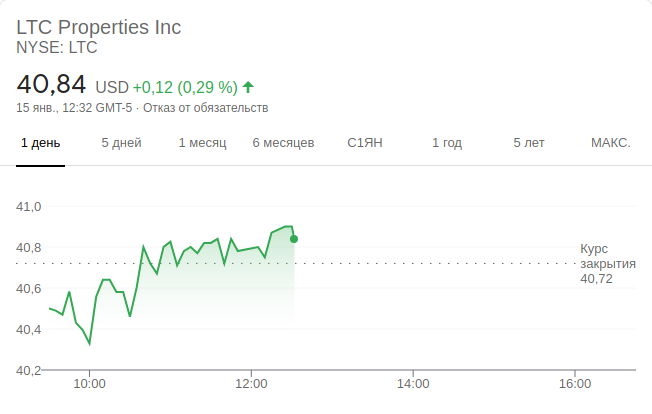 LTC Properties Inc
NYSE: LTC
40,84 USD +0,12 (0,29 %)
15 янв., 12:32 GMT-5 · Отказ от обязательств
1 день 5 дней 1 месяц 6 месяцев С1ЯН 1 год 5 лет МАКС.
41,0
40,8
40,6
40,4
40,2
Курс
закрытия
40,72
10:00 12:00 14:00 16:00